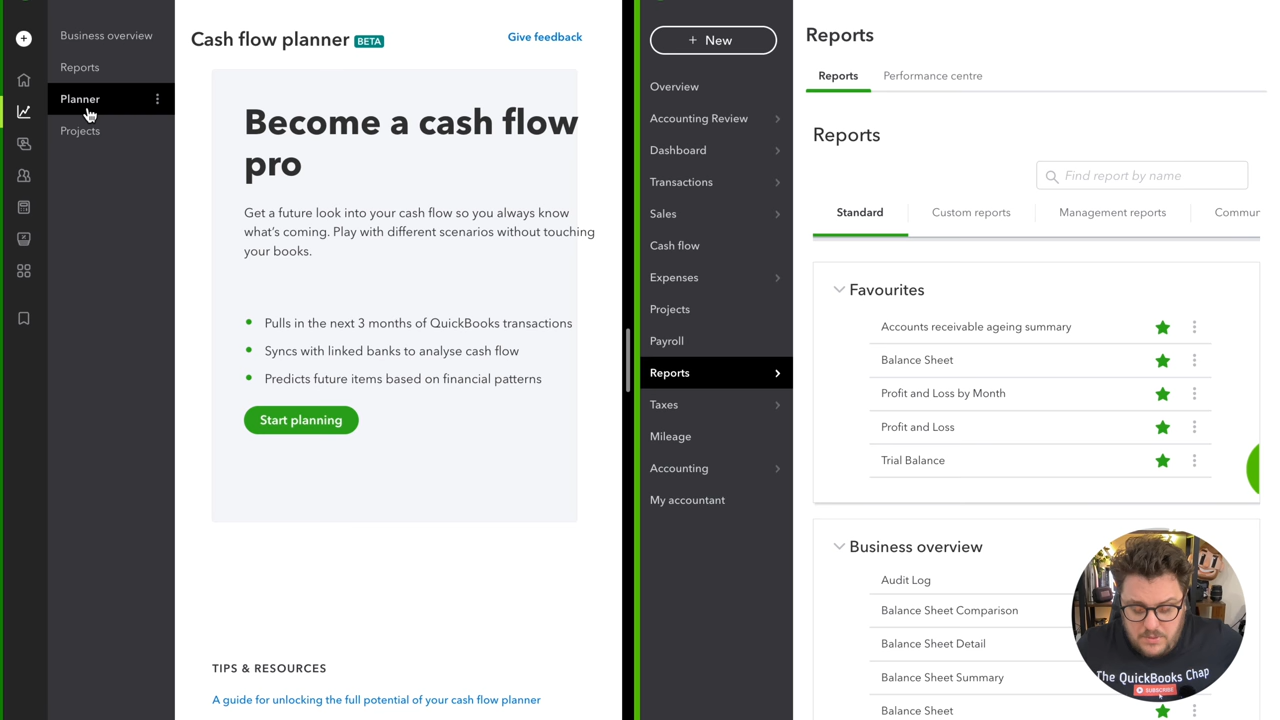 Business overview
Reports
Planner
Projects
Cash flow planner BETA
Give feedback
Become a cash flow
pro
Get a future look into your cash flow so you always know
what's coming. Play with different scenarios without touching
your books.
Pulls in the next 3 months of QuickBooks transactions
Syncs with linked banks to analyse cash flow
Predicts future items based on financial patterns
Start planning
TIPS & RESOURCES
A guide for unlocking the full potential of your cash flow planner
+ New
Overview
Accounting Review
Dashboard
Transactions
Sales
Cash flow
Expenses
Projects
Payroll
Reports
Taxes
Mileage
Accounting
My accountant
Reports
Reports
Performance centre
Reports
Find report by name
Standard
Custom reports
Management reports
Commun
Favourites
Accounts receivable ageing summary
Balance Sheet
Profit and Loss by Month
Profit and Loss
Trial Balance
Business overview
Audit Log
Balance Sheet Comparison
Balance Sheet Detail
Balance Sheet Summary
Balance Sheet
The QuickBooks Chap
SUBSCRIBE